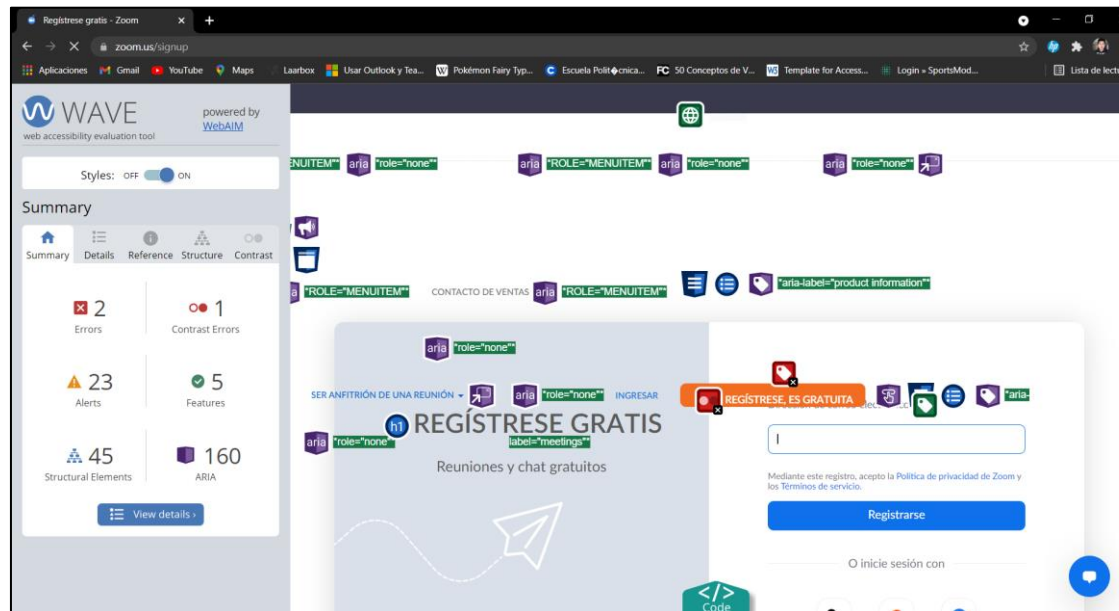 Regístrese gratis - Zoom
zoom.us/signup
Aplicaciones Gmail YouTube Maps Laarbox Usar Outlook y Tea... Pokémon Fairy Typ... Escuela Polit�cnica... FC 50 Conceptos de V... Template for Access... Login » SportsMod... Lista de lect
WAVE
web accessibility evaluation tool
powered by
WebAIM
Styles: OFF ON
Summary
Summary Details Reference Structure Contrast
2 1
Errors Contrast Errors
23 5
Alerts Features
45 160
Structural Elements ARIA
View details ›
ENUITEM"* aria *role="none"* aria *ROLE="MENUITEM"* aria *role="none"* aria *role="none"*
*ROLE="MENUITEM"* CONTACTO DE VENTAS aria *ROLE="MENUITEM"* *aria-label="product information"*
aria *role="none"*
SER ANFITRIÓN DE UNA REUNIÓN aria *role="none"* INGRESAR REGÍSTRESE, ES GRATUITA *aria-
h1 REGÍSTRESE GRATIS
aria *role="none" label="meetings"*
Reuniones y chat gratuitos
Mediante este registro, acepto la Política de privacidad de Zoom y
los Términos de servicio.
Registrarse
O inicie sesión con
</>
Code